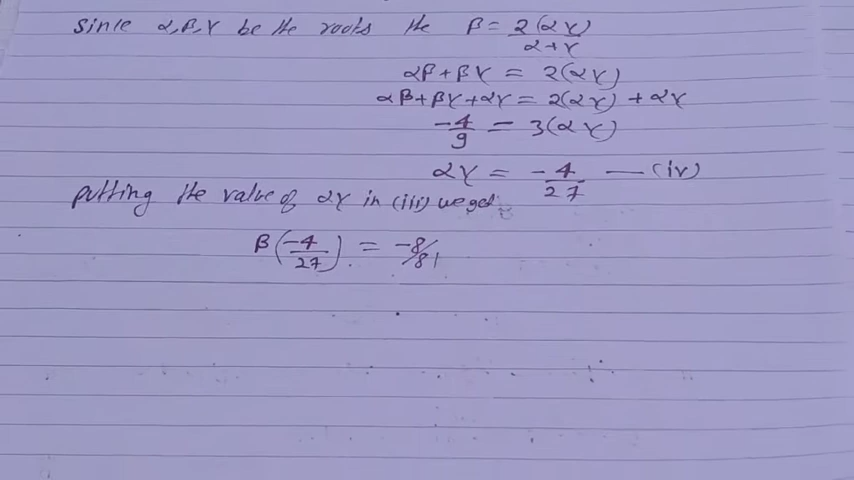 sinle α,β,γ be the roots the β = 2(αγ)/α+γ
αβ+βγ = 2(αγ)
αβ+βγ+αγ = 2(αγ) + αγ
-4/9 = 3(αγ)
αγ = -4/27 — (iv)
putting the value of αγ in (iii) we get
β(-4/27) = -8/81